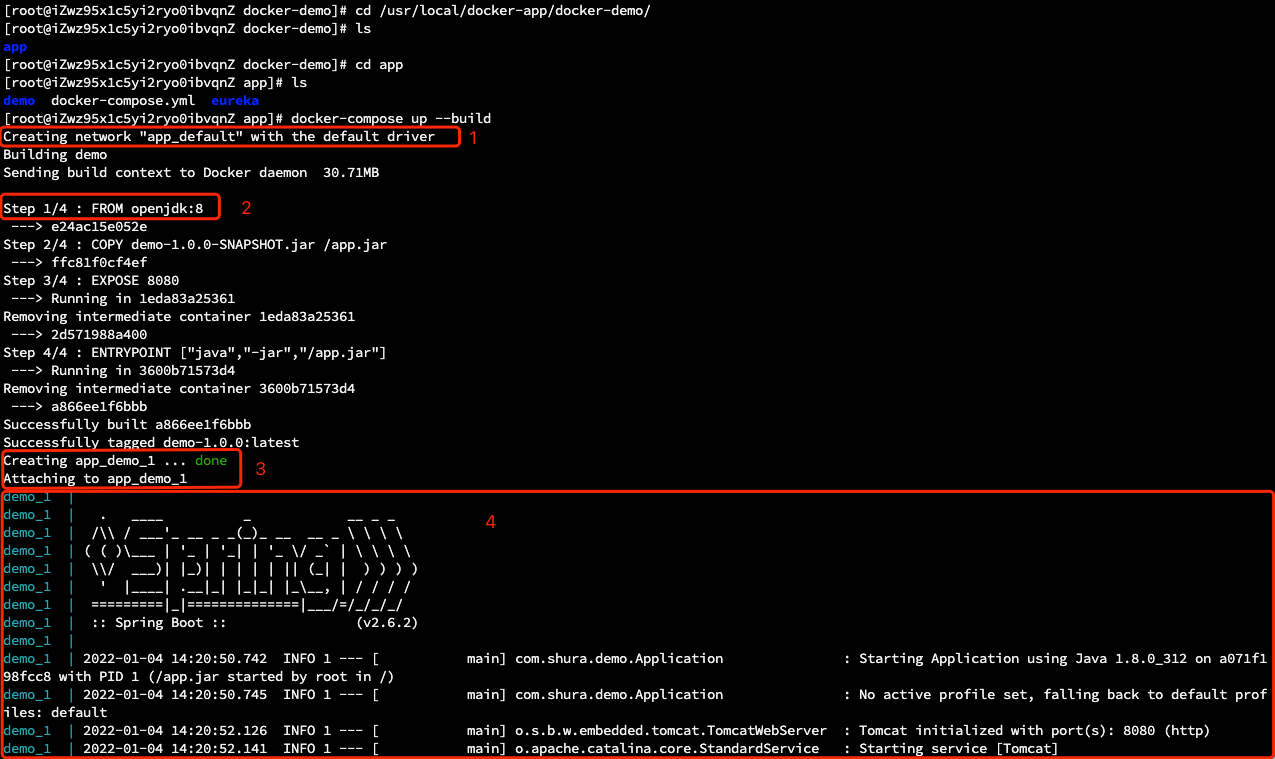 [root@iZwz95x1c5yi2ryo0ibvqnZ docker-demo]# cd /usr/local/docker-app/docker-demo/
[root@iZwz95x1c5yi2ryo0ibvqnZ docker-demo]# ls
app
[root@iZwz95x1c5yi2ryo0ibvqnZ docker-demo]# cd app
[root@iZwz95x1c5yi2ryo0ibvqnZ app]# ls
demo  docker-compose.yml  eureka
[root@iZwz95x1c5yi2ryo0ibvqnZ app]# docker-compose up --build
Creating network "app_default" with the default driver 1
Building demo
Sending build context to Docker daemon  30.71MB
Step 1/4 : FROM openjdk:8 2
 ---> e24ac15e052e
Step 2/4 : COPY demo-1.0.0-SNAPSHOT.jar /app.jar
 ---> ffc81f0cf4ef
Step 3/4 : EXPOSE 8080
 ---> Running in 1eda83a25361
Removing intermediate container 1eda83a25361
 ---> 2d571988a400
Step 4/4 : ENTRYPOINT ["java","-jar","/app.jar"]
 ---> Running in 3600b71573d4
Removing intermediate container 3600b71573d4
 ---> a866ee1f6bbb
Successfully built a866ee1f6bbb
Successfully tagged demo-1.0.0:latest
Creating app_demo_1 ... done
Attaching to app_demo_1 3
demo_1  |
demo_1  |   .   ____          _            __ _ _ 4
demo_1  |  /\\ / ___'_ __ _ _(_)_ __  __ _ \ \ \ \
demo_1  | ( ( )\___ | '_ | '_| | '_ \/ _` | \ \ \ \
demo_1  |  \\/  ___)| |_)| | | | | || (_| |  ) ) ) )
demo_1  |   '  |____| .__|_| |_|_| |_\__, | / / / /
demo_1  |  =========|_|==============|___/=/_/_/_/
demo_1  |  :: Spring Boot ::                (v2.6.2)
demo_1  |
demo_1  | 2022-01-04 14:20:50.742  INFO 1 --- [           main] com.shura.demo.Application               : Starting Application using Java 1.8.0_312 on a071f1
98fcc8 with PID 1 (/app.jar started by root in /)
demo_1  | 2022-01-04 14:20:50.745  INFO 1 --- [           main] com.shura.demo.Application               : No active profile set, falling back to default prof
iles: default
demo_1  | 2022-01-04 14:20:52.126  INFO 1 --- [           main] o.s.b.w.embedded.tomcat.TomcatWebServer  : Tomcat initialized with port(s): 8080 (http)
demo_1  | 2022-01-04 14:20:52.141  INFO 1 --- [           main] o.apache.catalina.core.StandardService   : Starting service [Tomcat]